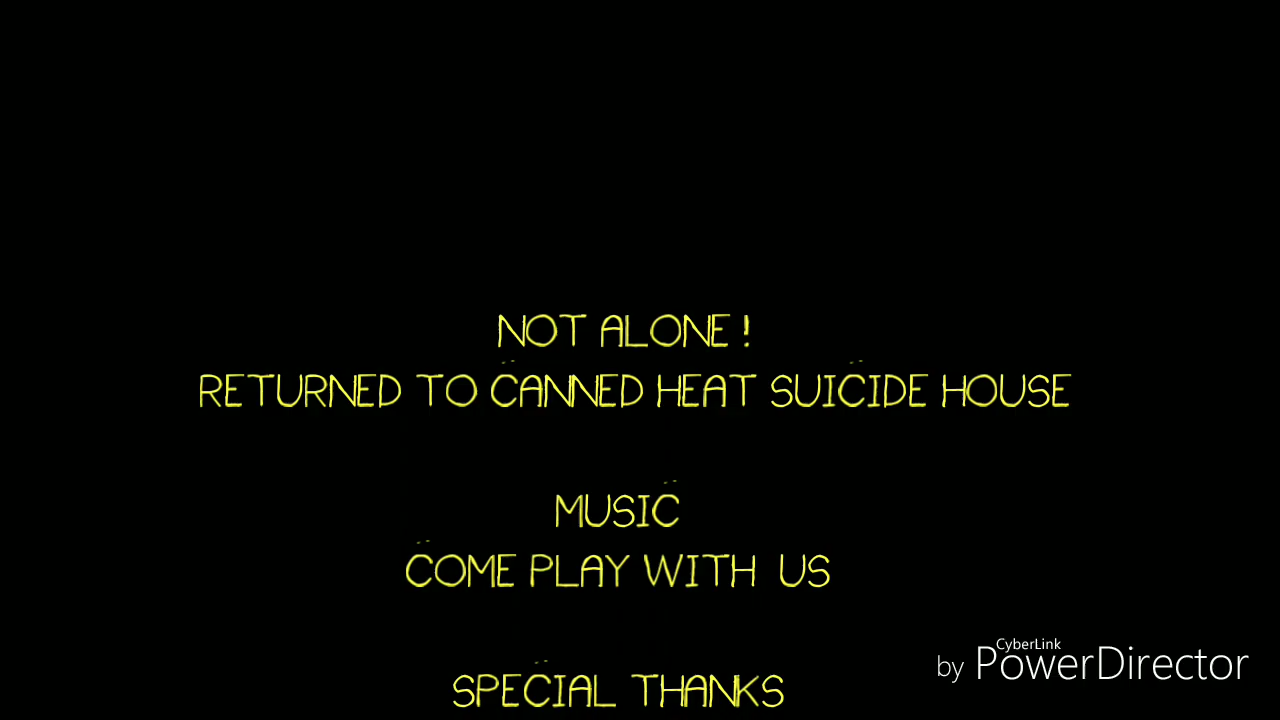 NOT ALONE !
RETURNED TO CANNED HEAT SUICIDE HOUSE
MUSIC
COME PLAY WITH US
SPECIAL THANKS
CyberLink
by PowerDirector